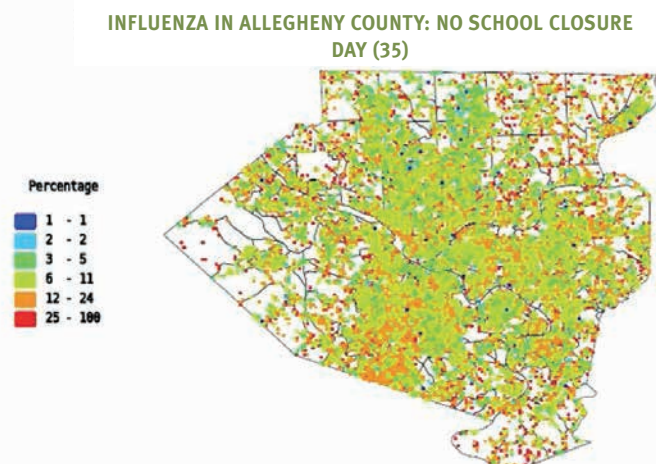 INFLUENZA IN ALLEGHENY COUNTY: NO SCHOOL CLOSURE
DAY (35)
Percentage
1 - 1
2 - 2
3 - 5
6 - 11
12 - 24
25 - 100